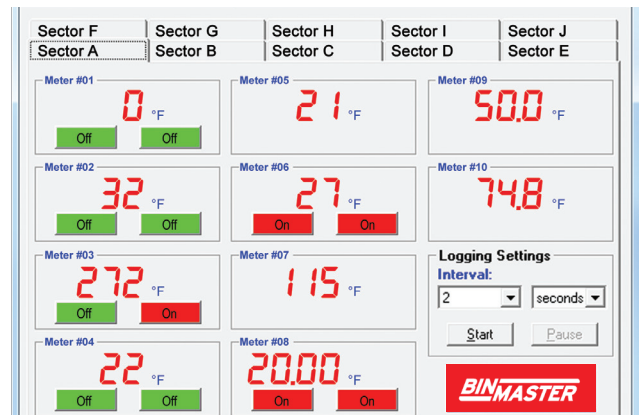 Sector F Sector G Sector H Sector I Sector J
Sector A Sector B Sector C Sector D Sector E
Meter #01 Meter #05 Meter #09
0 °F 21 °F 50.0 °F
Off Off
Meter #02 Meter #06 Meter #10
32 °F 27 °F 74.8 °F
Off Off On On
Meter #03 Meter #07 Logging Settings
272 °F 115 °F Interval:
Off On 2 seconds
Start Pause
Meter #04 Meter #08
22 °F 20.00 °F
Off Off On On
BINMASTER